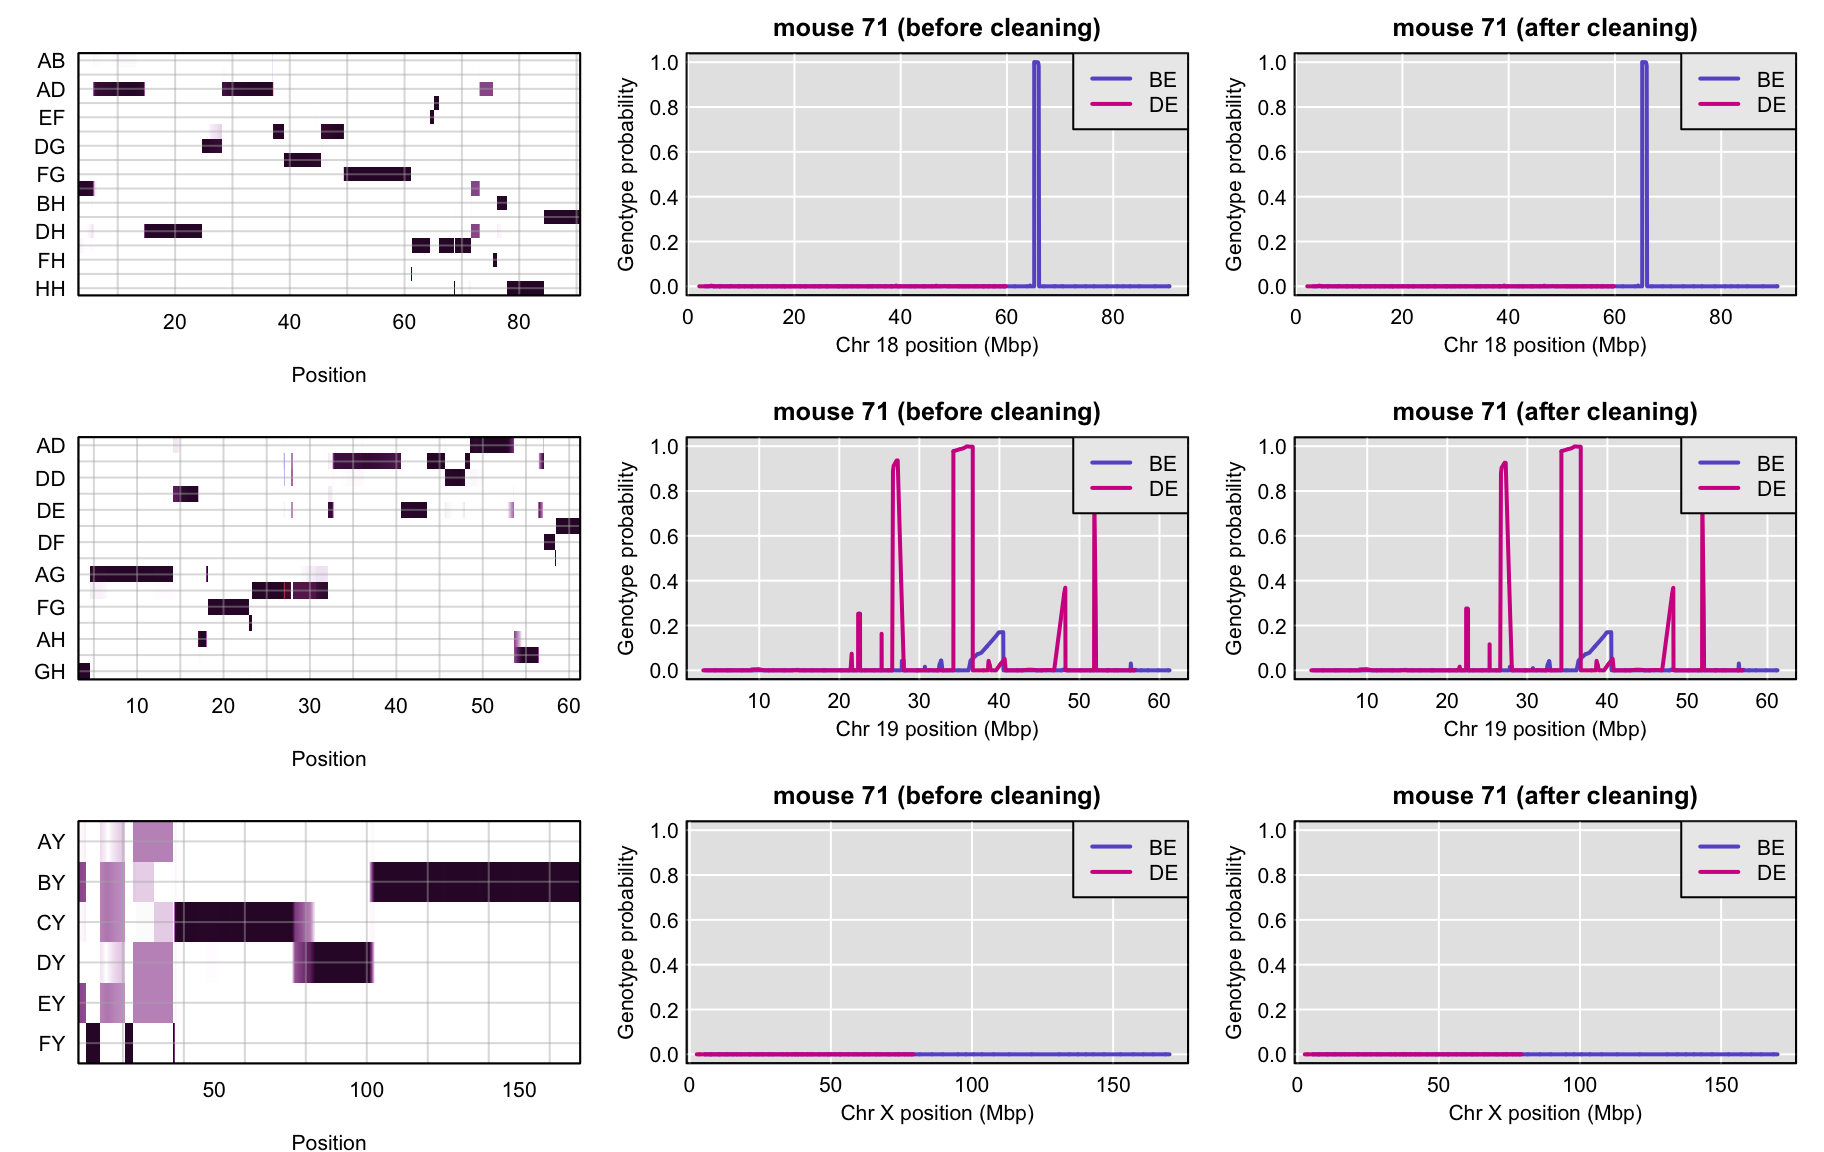 mouse 71 (before cleaning)
mouse 71 (after cleaning)
AB
AD
EF
DG
FG
BH
DH
FH
HH
20 40 60 80
Position
Genotype probability
1.0
0.8
0.6
0.4
0.2
0.0
BE
DE
0 20 40 60 80
Chr 18 position (Mbp)
Genotype probability
1.0
0.8
0.6
0.4
0.2
0.0
BE
DE
0 20 40 60 80
Chr 18 position (Mbp)
mouse 71 (before cleaning)
mouse 71 (after cleaning)
AD
DD
DE
DF
AG
FG
AH
GH
10 20 30 40 50 60
Position
Genotype probability
1.0
0.8
0.6
0.4
0.2
0.0
BE
DE
10 20 30 40 50 60
Chr 19 position (Mbp)
Genotype probability
1.0
0.8
0.6
0.4
0.2
0.0
BE
DE
10 20 30 40 50 60
Chr 19 position (Mbp)
mouse 71 (before cleaning)
mouse 71 (after cleaning)
AY
BY
CY
DY
EY
FY
50 100 150
Position
Genotype probability
1.0
0.8
0.6
0.4
0.2
0.0
BE
DE
0 50 100 150
Chr X position (Mbp)
Genotype probability
1.0
0.8
0.6
0.4
0.2
0.0
BE
DE
0 50 100 150
Chr X position (Mbp)